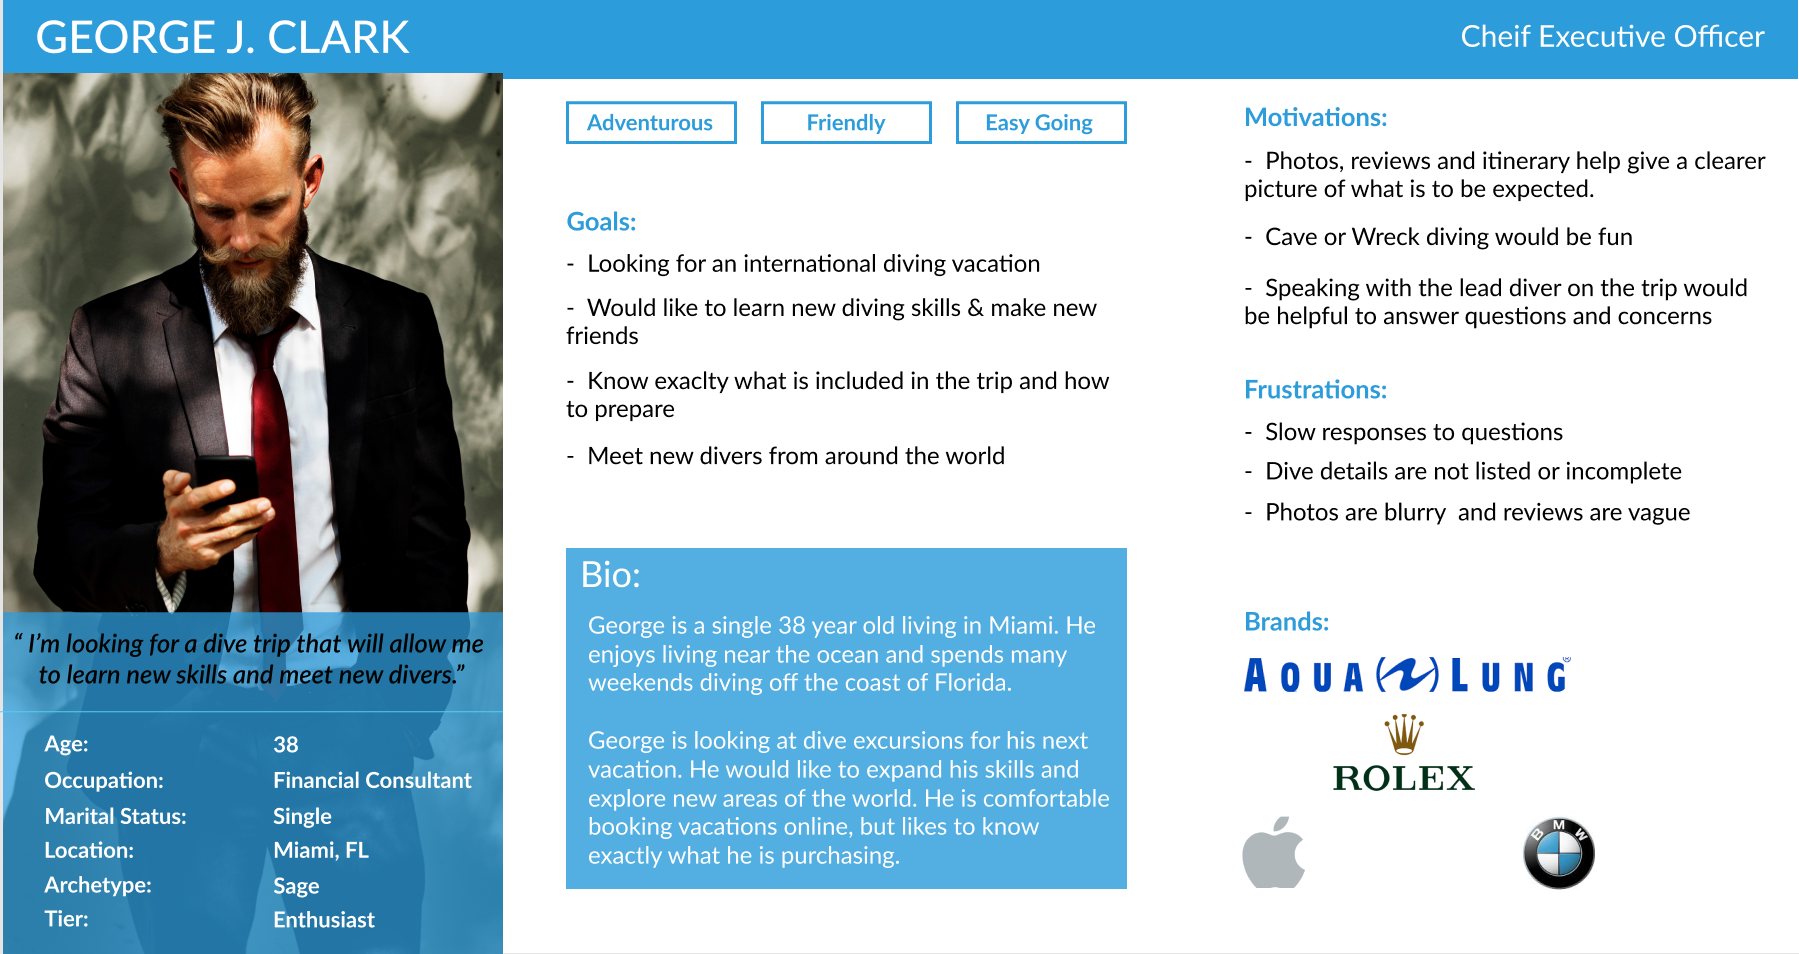 GEORGE J. CLARK
Cheif Executive Officer
Adventurous
Friendly
Easy Going
Goals:
- Looking for an international diving vacation
- Would like to learn new diving skills & make new
friends
- Know exaclty what is included in the trip and how
to prepare
- Meet new divers from around the world
Bio:
George is a single 38 year old living in Miami. He
enjoys living near the ocean and spends many
weekends diving off the coast of Florida.
George is looking at dive excursions for his next
vacation. He would like to expand his skills and
explore new areas of the world. He is comfortable
booking vacations online, but likes to know
exactly what he is purchasing.
Motivations:
- Photos, reviews and itinerary help give a clearer
picture of what is to be expected.
- Cave or Wreck diving would be fun
- Speaking with the lead diver on the trip would
be helpful to answer questions and concerns
Frustrations:
- Slow responses to questions
- Dive details are not listed or incomplete
- Photos are blurry  and reviews are vague
Brands:
AQUA LUNG®
ROLEX
BMW
“ I’m looking for a dive trip that will allow me
to learn new skills and meet new divers.”
Age: 38
Occupation: Financial Consultant
Marital Status: Single
Location: Miami, FL
Archetype: Sage
Tier: Enthusiast